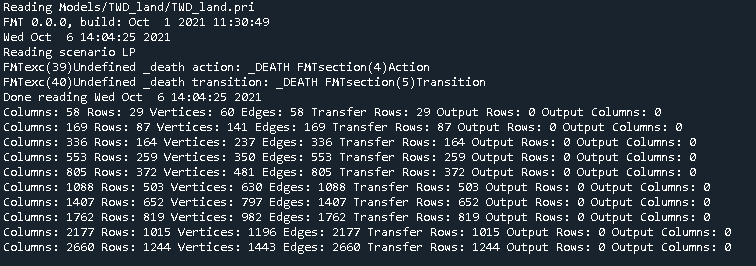 Reading Models/TWD_land/TWD_land.pri
FMT 0.0.0, build: Oct  1 2021 11:30:49
Wed Oct  6 14:04:25 2021
Reading scenario LP
FMTexc(39)Undefined _death action: _DEATH FMTsection(4)Action
FMTexc(40)Undefined _death transition: _DEATH FMTsection(5)Transition
Done reading Wed Oct  6 14:04:25 2021
Columns: 58 Rows: 29 Vertices: 60 Edges: 58 Transfer Rows: 29 Output Rows: 0 Output Columns: 0
Columns: 169 Rows: 87 Vertices: 141 Edges: 169 Transfer Rows: 87 Output Rows: 0 Output Columns: 0
Columns: 336 Rows: 164 Vertices: 237 Edges: 336 Transfer Rows: 164 Output Rows: 0 Output Columns: 0
Columns: 553 Rows: 259 Vertices: 350 Edges: 553 Transfer Rows: 259 Output Rows: 0 Output Columns: 0
Columns: 805 Rows: 372 Vertices: 481 Edges: 805 Transfer Rows: 372 Output Rows: 0 Output Columns: 0
Columns: 1088 Rows: 503 Vertices: 630 Edges: 1088 Transfer Rows: 503 Output Rows: 0 Output Columns: 0
Columns: 1407 Rows: 652 Vertices: 797 Edges: 1407 Transfer Rows: 652 Output Rows: 0 Output Columns: 0
Columns: 1762 Rows: 819 Vertices: 982 Edges: 1762 Transfer Rows: 819 Output Rows: 0 Output Columns: 0
Columns: 2177 Rows: 1015 Vertices: 1196 Edges: 2177 Transfer Rows: 1015 Output Rows: 0 Output Columns: 0
Columns: 2660 Rows: 1244 Vertices: 1443 Edges: 2660 Transfer Rows: 1244 Output Rows: 0 Output Columns: 0